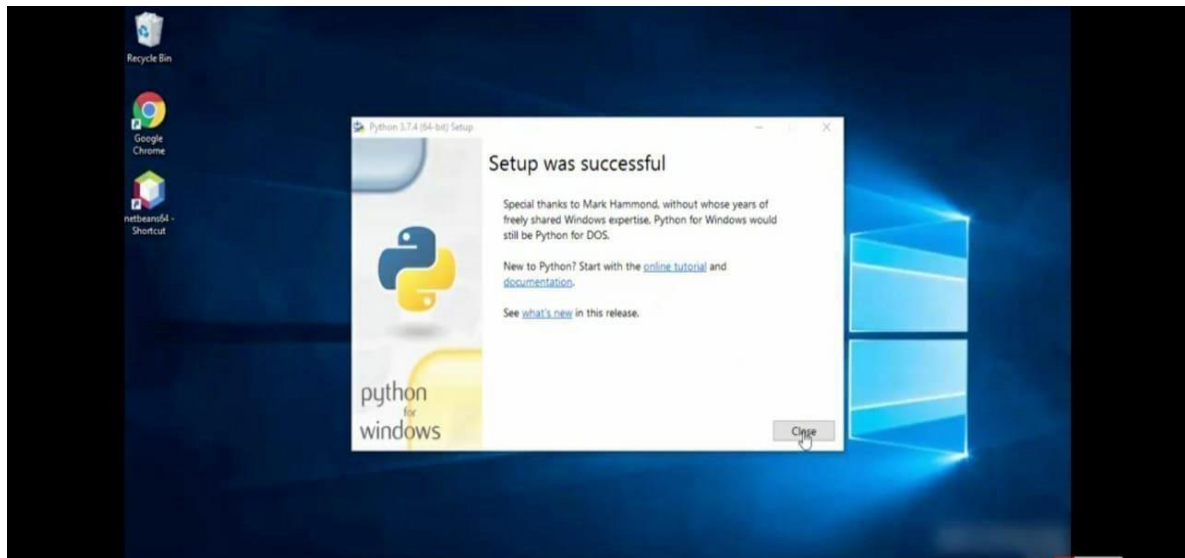 Recycle Bin
Google
Chrome
netbeans64 -
Shortcut
Python 3.7.4 (64-bit) Setup
Setup was successful
Special thanks to Mark Hammond, without whose years of
freely shared Windows expertise, Python for Windows would
still be Python for DOS.
New to Python? Start with the online tutorial and
documentation.
See what's new in this release.
python
for
windows
Close